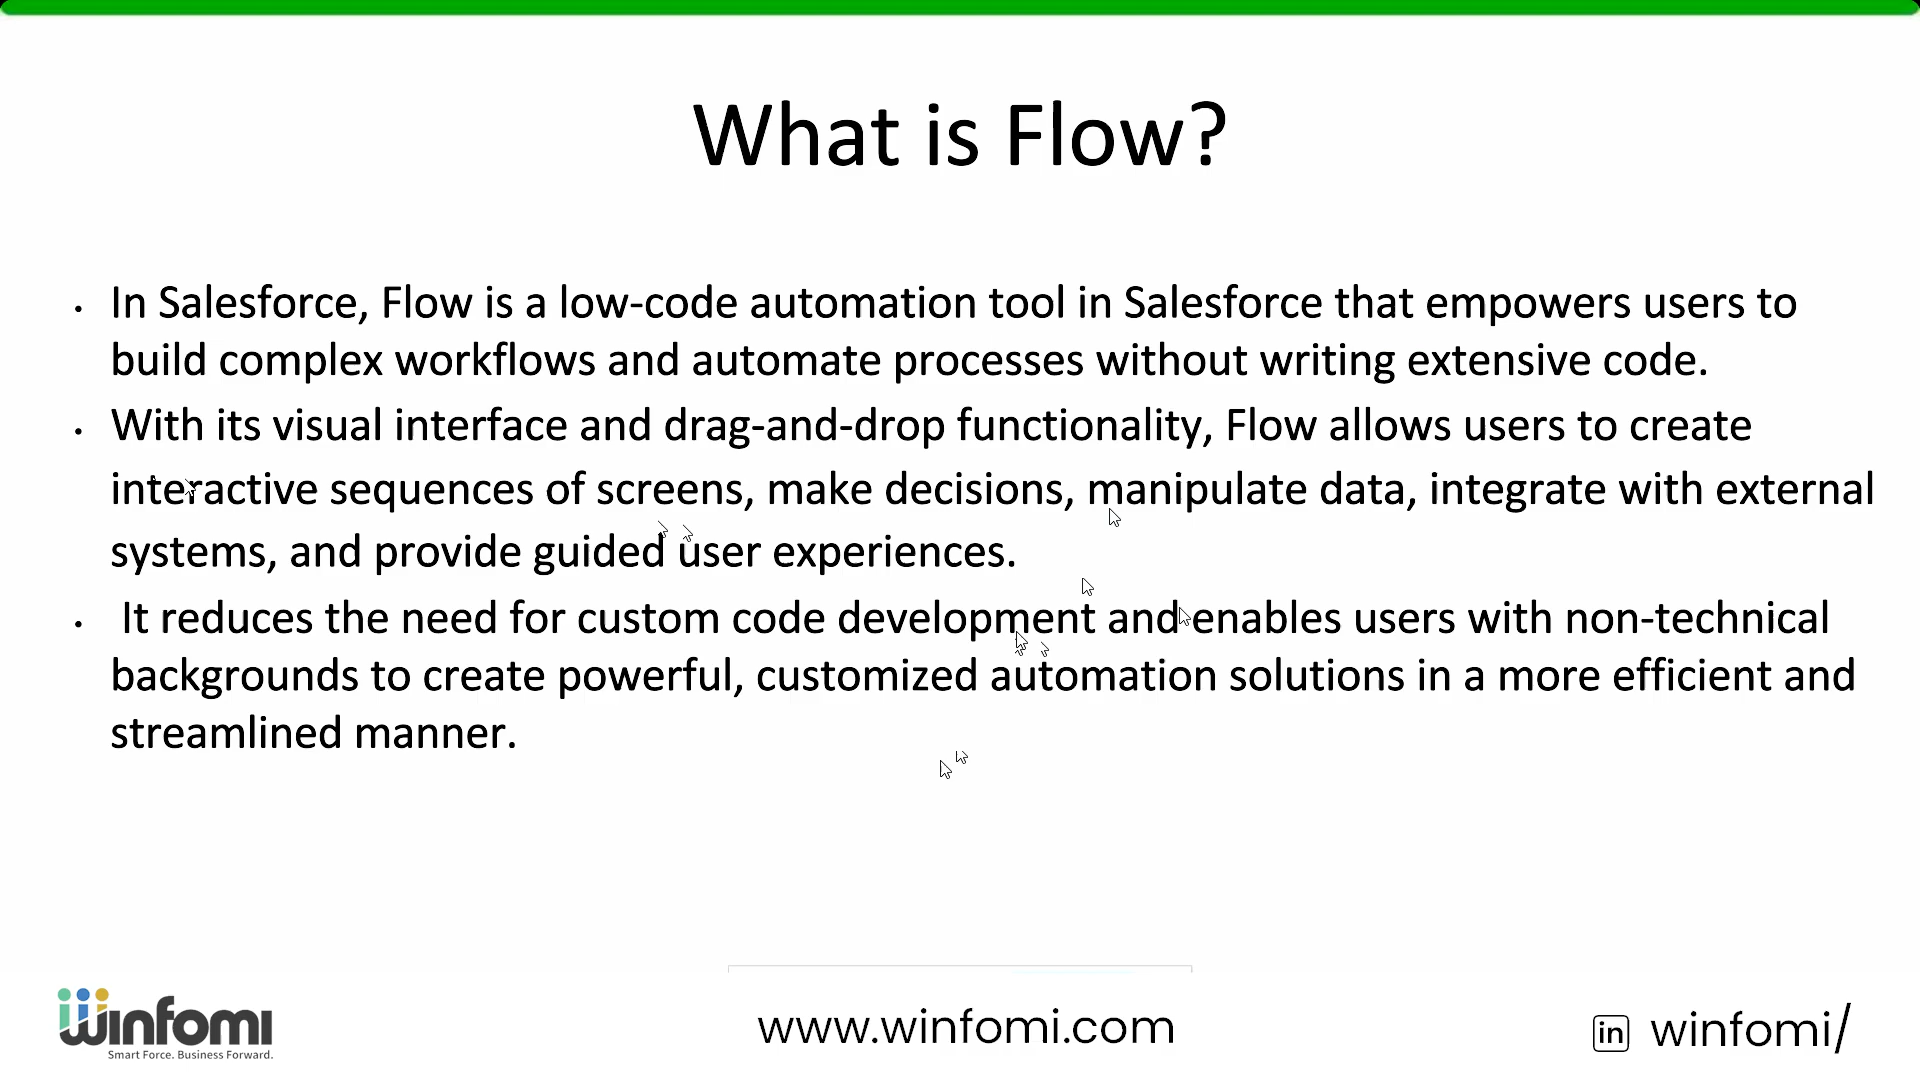 What is Flow?
• In Salesforce, Flow is a low-code automation tool in Salesforce that empowers users to
build complex workflows and automate processes without writing extensive code.
• With its visual interface and drag-and-drop functionality, Flow allows users to create
interactive sequences of screens, make decisions, manipulate data, integrate with external
systems, and provide guided user experiences.
• It reduces the need for custom code development and enables users with non-technical
backgrounds to create powerful, customized automation solutions in a more efficient and
streamlined manner.
winfomi
Smart Force. Business Forward.
www.winfomi.com
in winfomi/